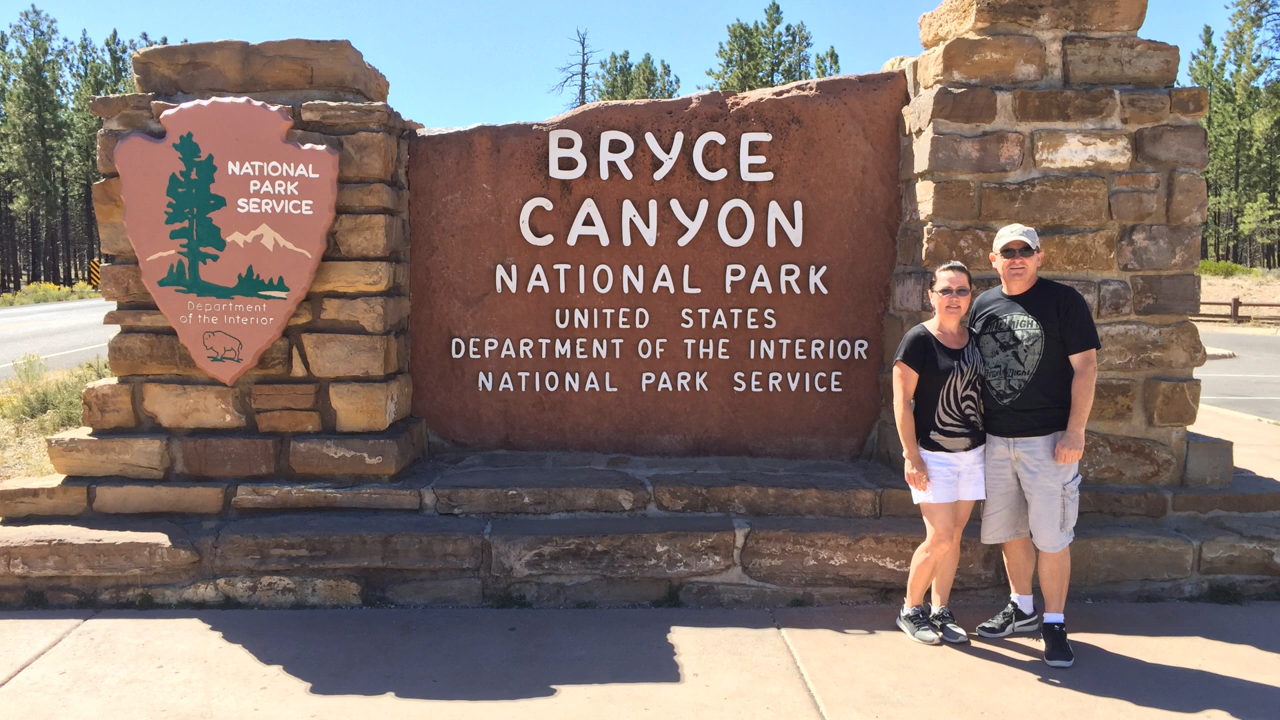 NATIONAL
PARK
SERVICE
Department
of the Interior
BRYCE
CANYON
NATIONAL PARK
UNITED STATES
DEPARTMENT OF THE INTERIOR
NATIONAL PARK SERVICE